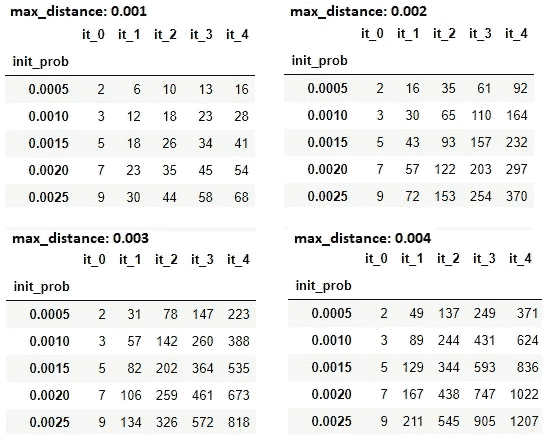 max_distance: 0.001
it_0 it_1 it_2 it_3 it_4
init_prob
0.0005 2 6 10 13 16
0.0010 3 12 18 23 28
0.0015 5 18 26 34 41
0.0020 7 23 35 45 54
0.0025 9 30 44 58 68
max_distance: 0.002
it_0 it_1 it_2 it_3 it_4
init_prob
0.0005 2 16 35 61 92
0.0010 3 30 65 110 164
0.0015 5 43 93 157 232
0.0020 7 57 122 203 297
0.0025 9 72 153 254 370
max_distance: 0.003
it_0 it_1 it_2 it_3 it_4
init_prob
0.0005 2 31 78 147 223
0.0010 3 57 142 260 388
0.0015 5 82 202 364 535
0.0020 7 106 259 461 673
0.0025 9 134 326 572 818
max_distance: 0.004
it_0 it_1 it_2 it_3 it_4
init_prob
0.0005 2 49 137 249 371
0.0010 3 89 244 431 624
0.0015 5 129 344 593 836
0.0020 7 167 438 747 1022
0.0025 9 211 545 905 1207